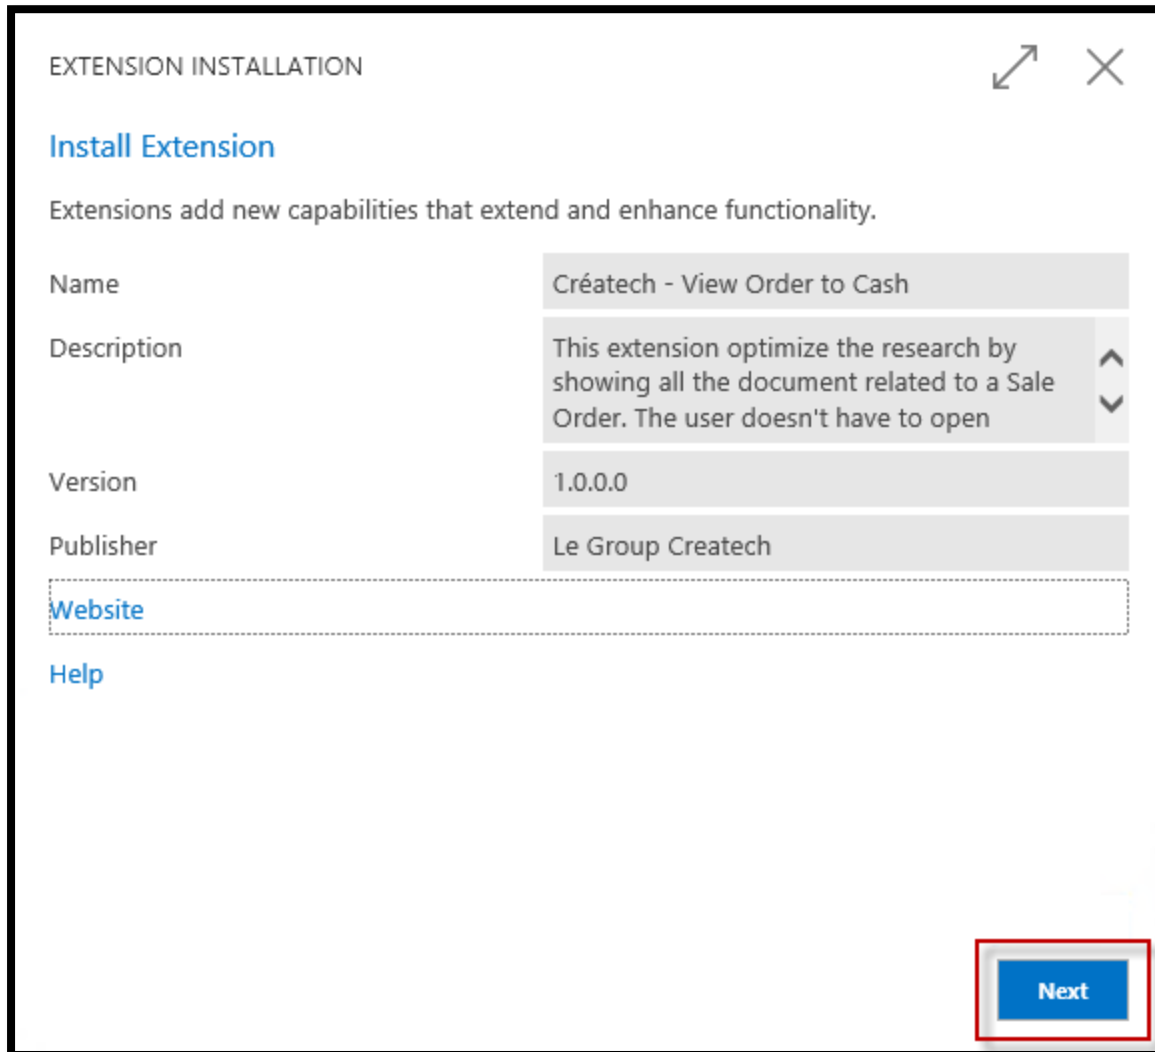 EXTENSION INSTALLATION
Install Extension
Extensions add new capabilities that extend and enhance functionality.
Name
Créatech - View Order to Cash
Description
This extension optimize the research by
showing all the document related to a Sale
Order. The user doesn't have to open
Version
1.0.0.0
Publisher
Le Group Createch
Website
Help
Next